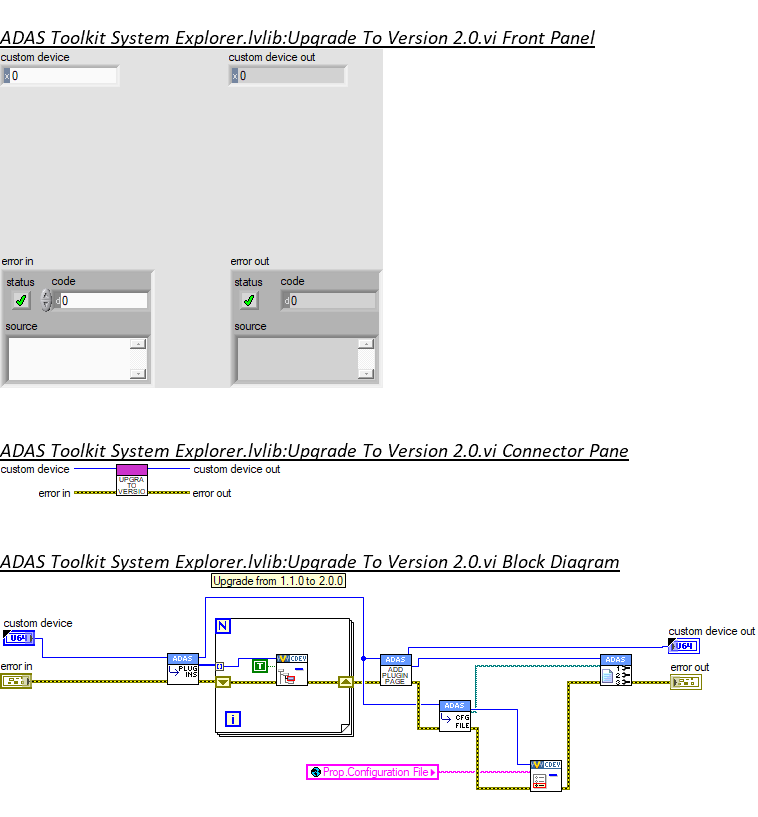 ADAS Toolkit System Explorer.lvlib:Upgrade To Version 2.0.vi Front Panel
custom device
custom device out
x 0
x 0
error in
error out
status
code
status
code
d 0
d 0
source
source
ADAS Toolkit System Explorer.lvlib:Upgrade To Version 2.0.vi Connector Pane
custom device
custom device out
UPGRA
TO
VERSIO
error in
error out
ADAS Toolkit System Explorer.lvlib:Upgrade To Version 2.0.vi Block Diagram
Upgrade from 1.1.0 to 2.0.0
custom device
U64
N
custom device out
U64
error in
ADAS
PLUG
INS
T
CDEV
ADAS
ADD
PLUGIN
PAGE
ADAS
1
2
3
error out
i
ADAS
CFG
FILE
Prop.Configuration File
CDEV